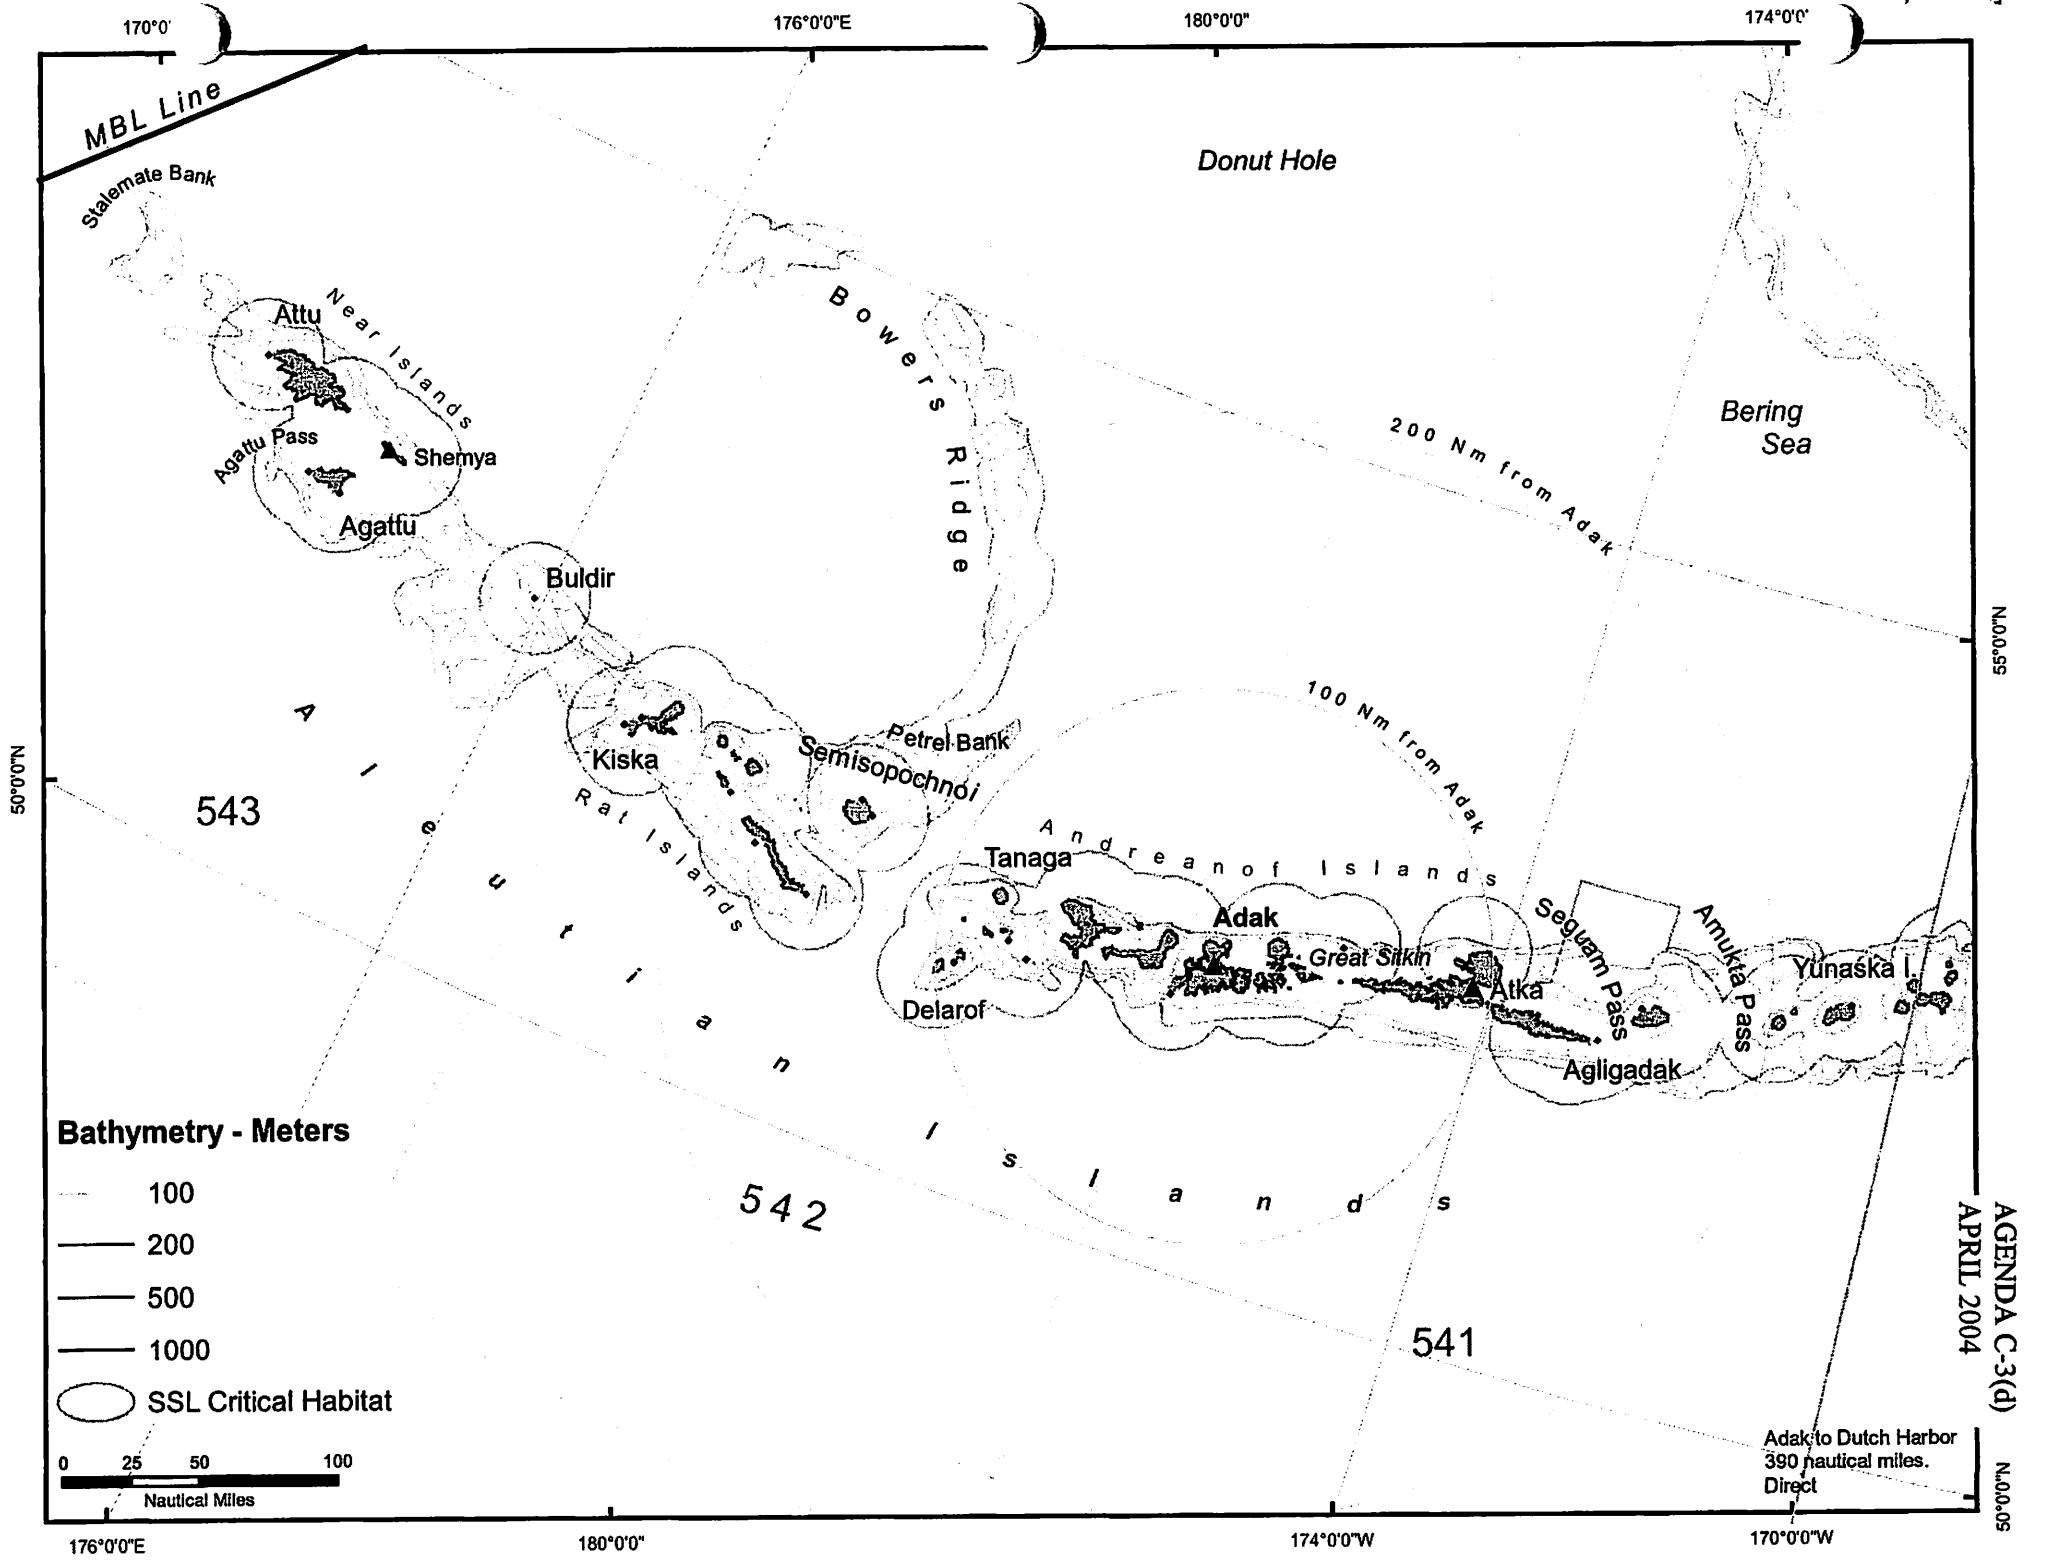 170°0'0'
176°0'0"E
180°0'0"
174°0'0"
MBL Line
Stalemate Bank
Donut Hole
Near Islands
Attu
Bowers Ridge
Bering
Sea
200 Nm from Adak
Agattu Pass
Shemya
Agattu
Buldir
55°0'0"N
100 Nm from Adak
Petrel Bank
Kiska
Semisopochnoi
50°0'0"N
543
Rat Islands
Andreanof Islands
Tanaga
Adak
Great Sitkin
Seguam Pass
Amukta Pass
Yunaska I.
Atka
Delarof
Agligadak
Aleutian Islands
Bathymetry - Meters
100
200
500
1000
SSL Critical Habitat
542
541
AGENDA C-3(d)
APRIL 2004
0 25 50 100
Nautical Miles
Adak to Dutch Harbor
390 nautical miles.
Direct
50°0'0"N
176°0'0"E
180°0'0"
174°0'0"W
170°0'0"W